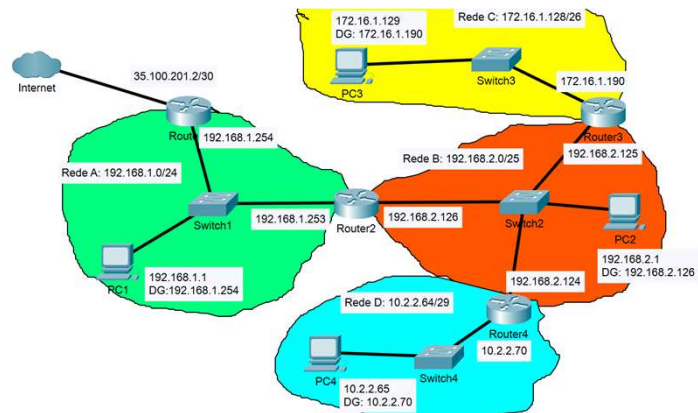 172.16.1.129
DG: 172.16.1.190
Rede C: 172.16.1.128/26
Switch3
PC3
172.16.1.190
Router3
Internet
35.100.201.2/30
Route
192.168.1.254
Rede A: 192.168.1.0/24
Switch1
192.168.1.253
Router2
PC1
192.168.1.1
DG:192.168.1.254
Rede B: 192.168.2.0/25
192.168.2.125
192.168.2.126
Switch2
PC2
192.168.2.1
DG: 192.168.2.126
192.168.2.124
Rede D: 10.2.2.64/29
Router4
10.2.2.70
Switch4
PC4
10.2.2.65
DG: 10.2.2.70